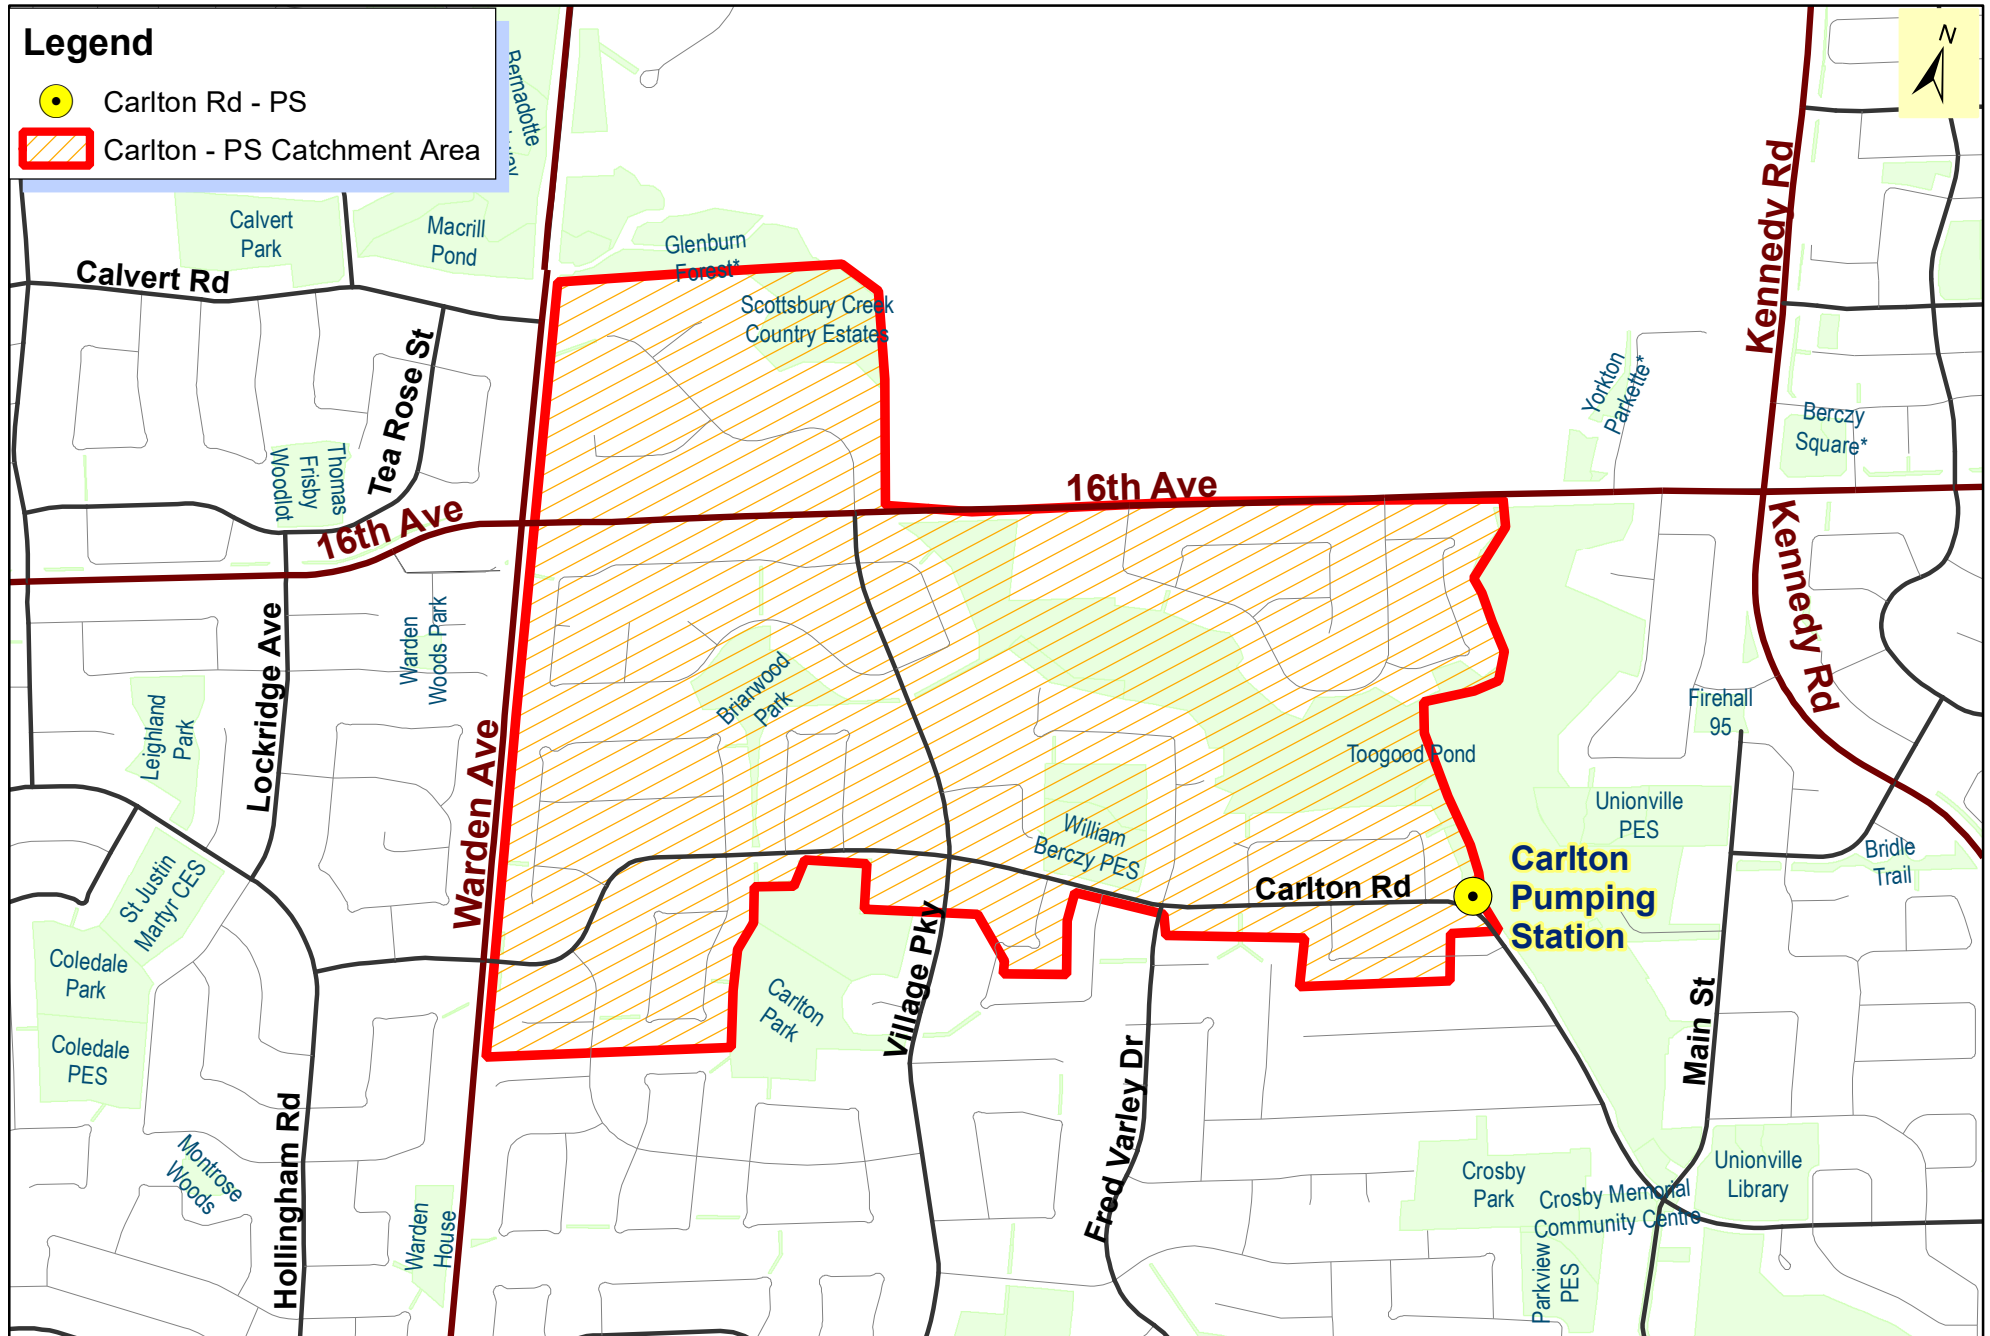 Legend
Carlton Rd - PS
Carlton - PS Catchment Area
N
Bernadotte
Calvert
Park
Macrill
Pond
Glenburn
Forest*
Scottsbury Creek
Country Estates
Calvert Rd
Tea Rose St
Thomas
Frisby
Woodlot
16th Ave
16th Ave
Kennedy Rd
Yorkton
Parkette*
Berczy
Square*
Kennedy Rd
Lockridge Ave
Warden
Woods Park
Leighland
Park
Warden Ave
Briarwood
Park
Firehall
95
Toogood Pond
Unionville
PES
William
Berczy PES
Bridle
Trail
Carlton Rd
Carlton
Pumping
Station
St Justin
Martyr CES
Coledale
Park
Coledale
PES
Carlton
Park
Village Pky
Main St
Fred Varley Dr
Hollingham Rd
Montrose
Woods
Warden
House
Crosby
Park
Crosby Memorial
Community Centre
Unionville
Library
Parkview
PES